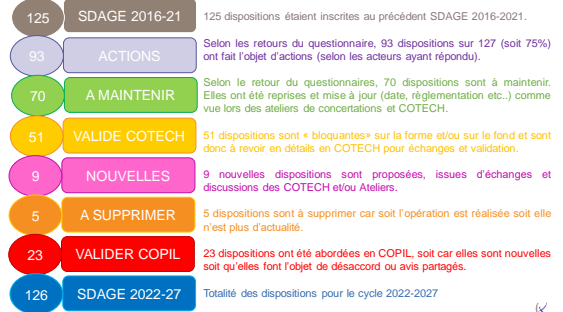 125 SDAGE 2016-21 125 dispositions étaient inscrites au précédent SDAGE 2016-2021.
93 ACTIONS Selon les retours du questionnaire, 93 dispositions sur 127 (soit 75%)
ont fait l'objet d'actions (selon les acteurs ayant répondu).
70 A MAINTENIR Selon le retour du questionnaires, 70 dispositions sont à maintenir.
Elles ont été reprises et mise à jour (date, règlementation etc..) comme
vue lors des ateliers de concertations et COTECH.
51 VALIDE COTECH 51 dispositions sont « bloquantes» sur la forme et/ou sur le fond et sont
donc à revoir en détails en COTECH pour échanges et validation.
9 NOUVELLES 9 nouvelles dispositions sont proposées, issues d'échanges et
discussions des COTECH et/ou Ateliers.
5 A SUPPRIMER 5 dispositions sont à supprimer car soit l'opération est réalisée soit elle
n'est plus d'actualité.
23 VALIDER COPIL 23 dispositions ont été abordées en COPIL, soit car elles sont nouvelles
soit qu'elles font l'objet de désaccord ou avis partagés.
126 SDAGE 2022-27 Totalité des dispositions pour le cycle 2022-2027